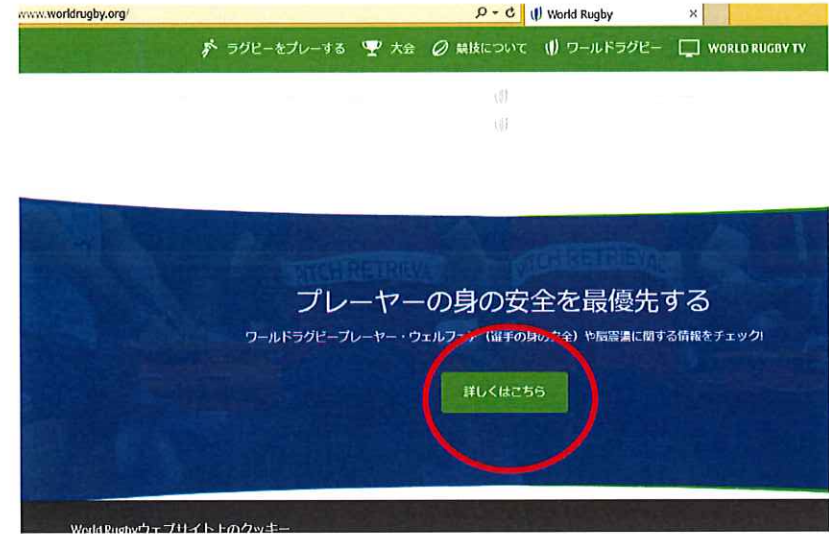 www.worldrugby.org/
World Rugby
ラグビーをプレーする 大会 競技について ワールドラグビー WORLD RUGBY TV
PITCH RETRIEVAL PITCH RETRIEVAL
プレーヤーの身の安全を最優先する
ワールドラグビープレーヤー・ウェルフェア（選手の身の安全）や脳震盪に関する情報をチェック!
詳しくはこちら
World Rugbyウェブサイト上のクッキー